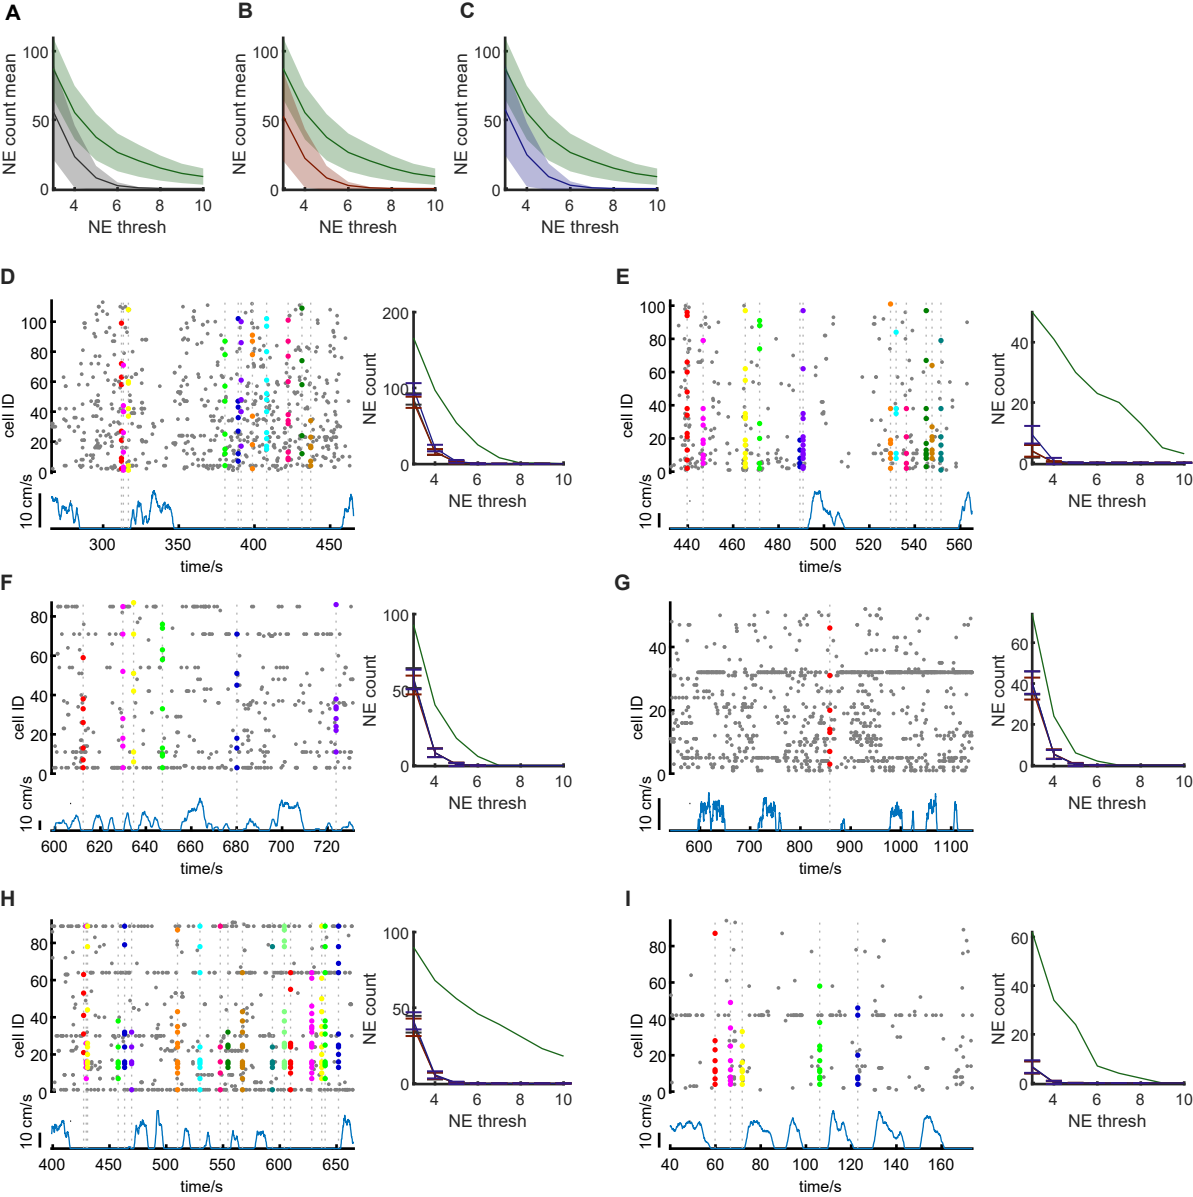 A
B
C
NE count mean
100
50
0
4 6 8 10
NE thresh
NE count mean
100
50
0
4 6 8 10
NE thresh
NE count mean
100
50
0
4 6 8 10
NE thresh
D
cell ID
100
80
60
40
20
0
10 cm/s
300 350 400 450
time/s
NE count
200
100
0
4 6 8 10
NE thresh
E
cell ID
100
80
60
40
20
0
10 cm/s
440 460 480 500 520 540 560
time/s
NE count
40
20
0
4 6 8 10
NE thresh
F
cell ID
80
60
40
20
0
10 cm/s
600 620 640 660 680 700 720
time/s
NE count
100
50
0
4 6 8 10
NE thresh
G
cell ID
40
20
0
10 cm/s
600 700 800 900 1000 1100
time/s
NE count
60
40
20
0
4 6 8 10
NE thresh
H
cell ID
80
60
40
20
0
10 cm/s
400 450 500 550 600 650
time/s
NE count
100
50
0
4 6 8 10
NE thresh
I
cell ID
80
60
40
20
0
10 cm/s
40 60 80 100 120 140 160
time/s
NE count
60
40
20
0
4 6 8 10
NE thresh